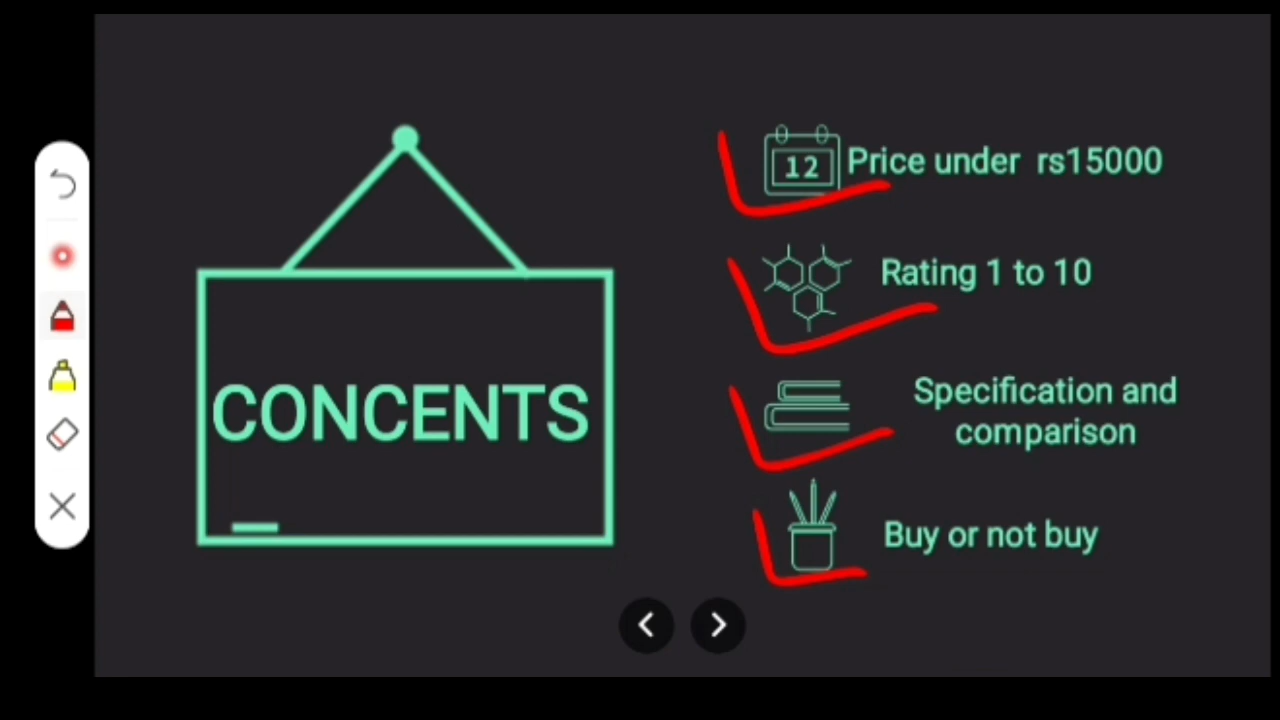 CONCENTS
12
Price under rs15000
Rating 1 to 10
Specification and
comparison
Buy or not buy